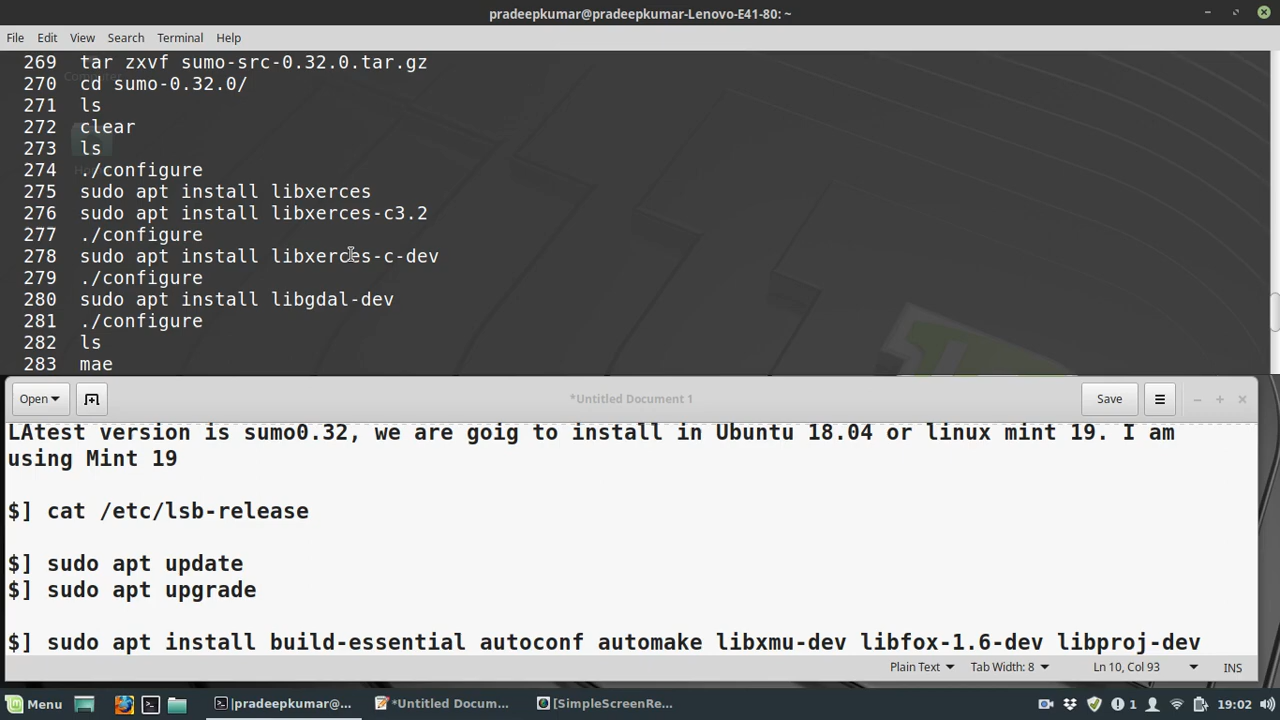 pradeepkumar@pradeepkumar-Lenovo-E41-80: ~
File Edit View Search Terminal Help
269 tar zxvf sumo-src-0.32.0.tar.gz
270 cd sumo-0.32.0/
271 ls
272 clear
273 ls
274 ./configure
275 sudo apt install libxerces
276 sudo apt install libxerces-c3.2
277 ./configure
278 sudo apt install libxerces-c-dev
279 ./configure
280 sudo apt install libgdal-dev
281 ./configure
282 ls
283 mae
Open *Untitled Document 1 Save
LAtest version is sumo0.32, we are goig to install in Ubuntu 18.04 or linux mint 19. I am
using Mint 19
$] cat /etc/lsb-release
$] sudo apt update
$] sudo apt upgrade
$] sudo apt install build-essential autoconf automake libxmu-dev libfox-1.6-dev libproj-dev
Plain Text Tab Width: 8 Ln 10, Col 93 INS
Menu pradeepkumar@... *Untitled Docum... [SimpleScreenRe... 1 19:02